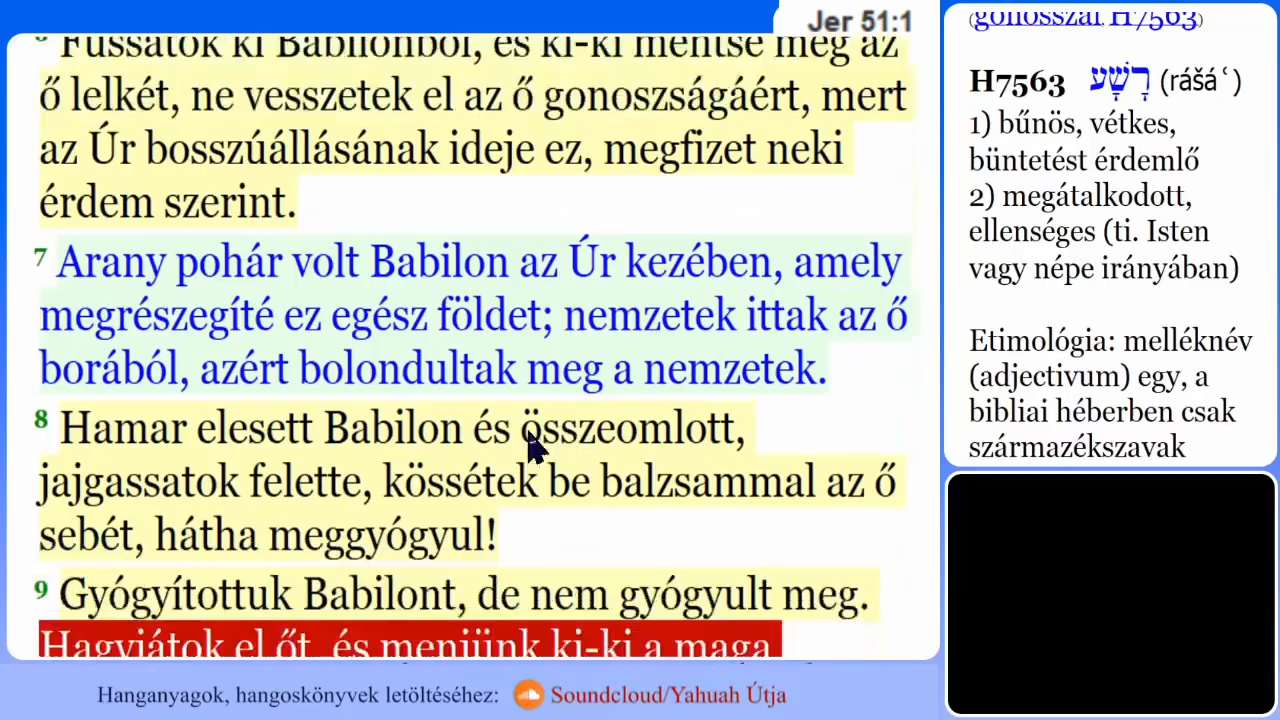 Jer 51:1
6 Fussatok ki Babilonból, és ki-ki mentse meg az
ő lelkét, ne vesszetek el az ő gonoszságáért, mert
az Úr bosszúállásának ideje ez, megfizet neki
érdem szerint.
7 Arany pohár volt Babilon az Úr kezében, amely
megrészegíté ez egész földet; nemzetek ittak az ő
borából, azért bolondultak meg a nemzetek.
8 Hamar elesett Babilon és összeomlott,
jajgassatok felette, kössétek be balzsammal az ő
sebét, hátha meggyógyul!
9 Gyógyítottuk Babilont, de nem gyógyult meg.
Hagyjátok el őt, és menjünk ki-ki a maga
(gonosszal, H7563)
H7563 רָשָׁע (rášáʿ)
1) bűnös, vétkes,
büntetést érdemlő
2) megátalkodott,
ellenséges (ti. Isten
vagy népe irányában)
Etimológia: melléknév
(adjectivum) egy, a
bibliai héberben csak
származékszavak
Hanganyagok, hangoskönyvek letöltéséhez: Soundcloud/Yahuah Útja